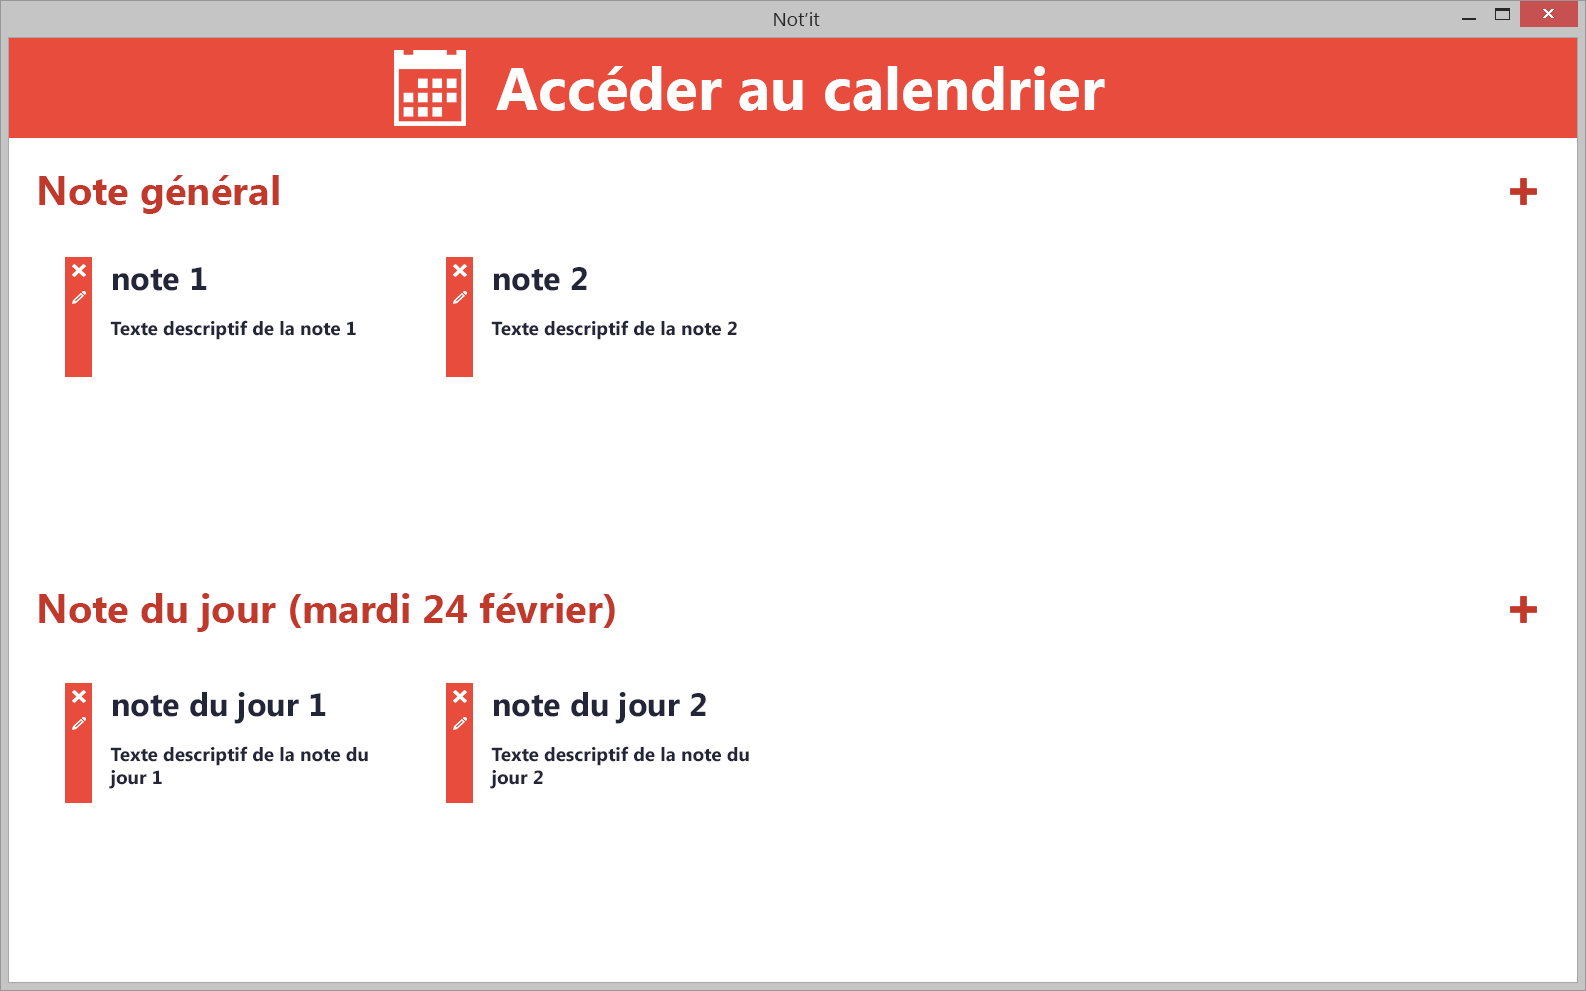 Not'it
Accéder au calendrier
Note général
note 1
note 2
Texte descriptif de la note 1
Texte descriptif de la note 2
Note du jour (mardi 24 février)
note du jour 1
note du jour 2
Texte descriptif de la note du
jour 1
Texte descriptif de la note du
jour 2